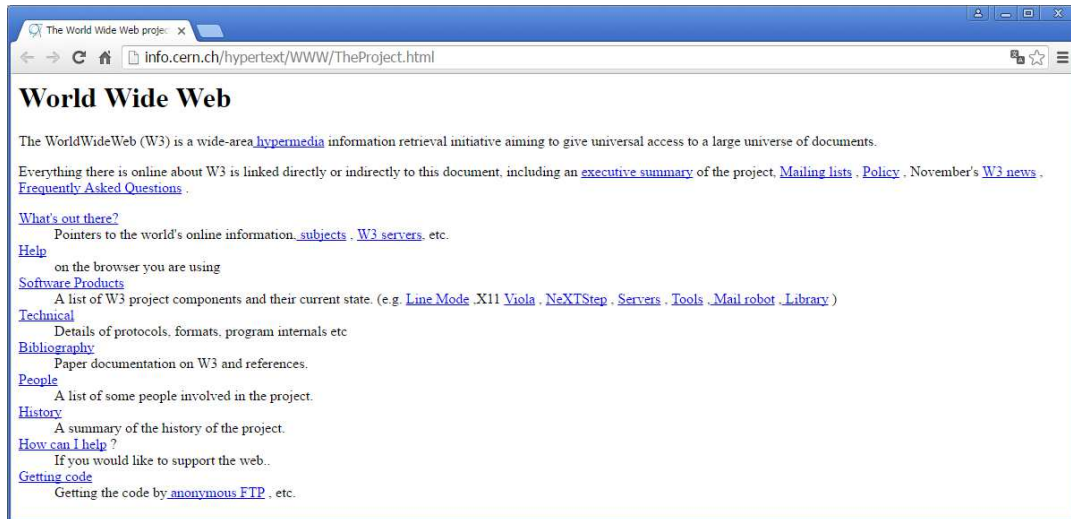 The World Wide Web projec
info.cern.ch/hypertext/WWW/TheProject.html
World Wide Web
The WorldWideWeb (W3) is a wide-area hypermedia information retrieval initiative aiming to give universal access to a large universe of documents.
Everything there is online about W3 is linked directly or indirectly to this document, including an executive summary of the project, Mailing lists , Policy , November's W3 news ,
Frequently Asked Questions .
What's out there?
Pointers to the world's online information, subjects , W3 servers, etc.
Help
on the browser you are using
Software Products
A list of W3 project components and their current state. (e.g. Line Mode ,X11 Viola , NeXTStep , Servers , Tools , Mail robot , Library )
Technical
Details of protocols, formats, program internals etc
Bibliography
Paper documentation on W3 and references.
People
A list of some people involved in the project.
History
A summary of the history of the project.
How can I help ?
If you would like to support the web..
Getting code
Getting the code by anonymous FTP , etc.